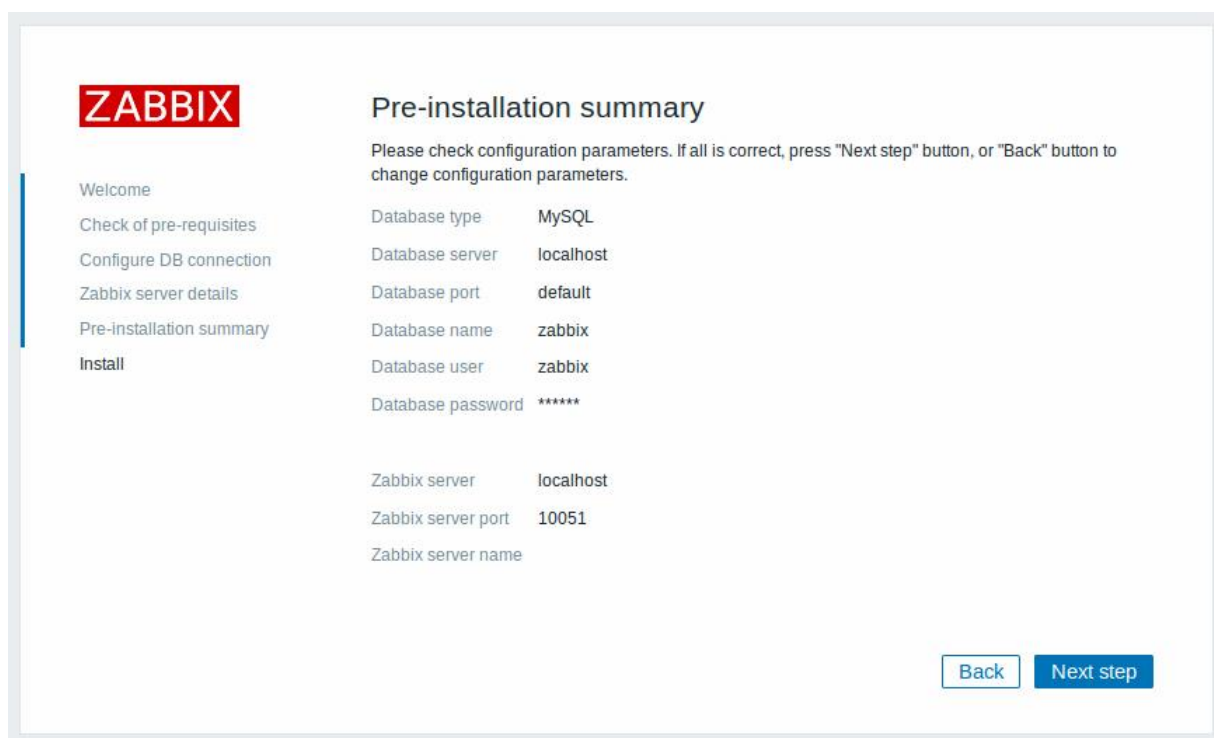 ZABBIX
Welcome
Check of pre-requisites
Configure DB connection
Zabbix server details
Pre-installation summary
Install
Pre-installation summary
Please check configuration parameters. If all is correct, press "Next step" button, or "Back" button to
change configuration parameters.
Database type MySQL
Database server localhost
Database port default
Database name zabbix
Database user zabbix
Database password ******
Zabbix server localhost
Zabbix server port 10051
Zabbix server name
Back Next step